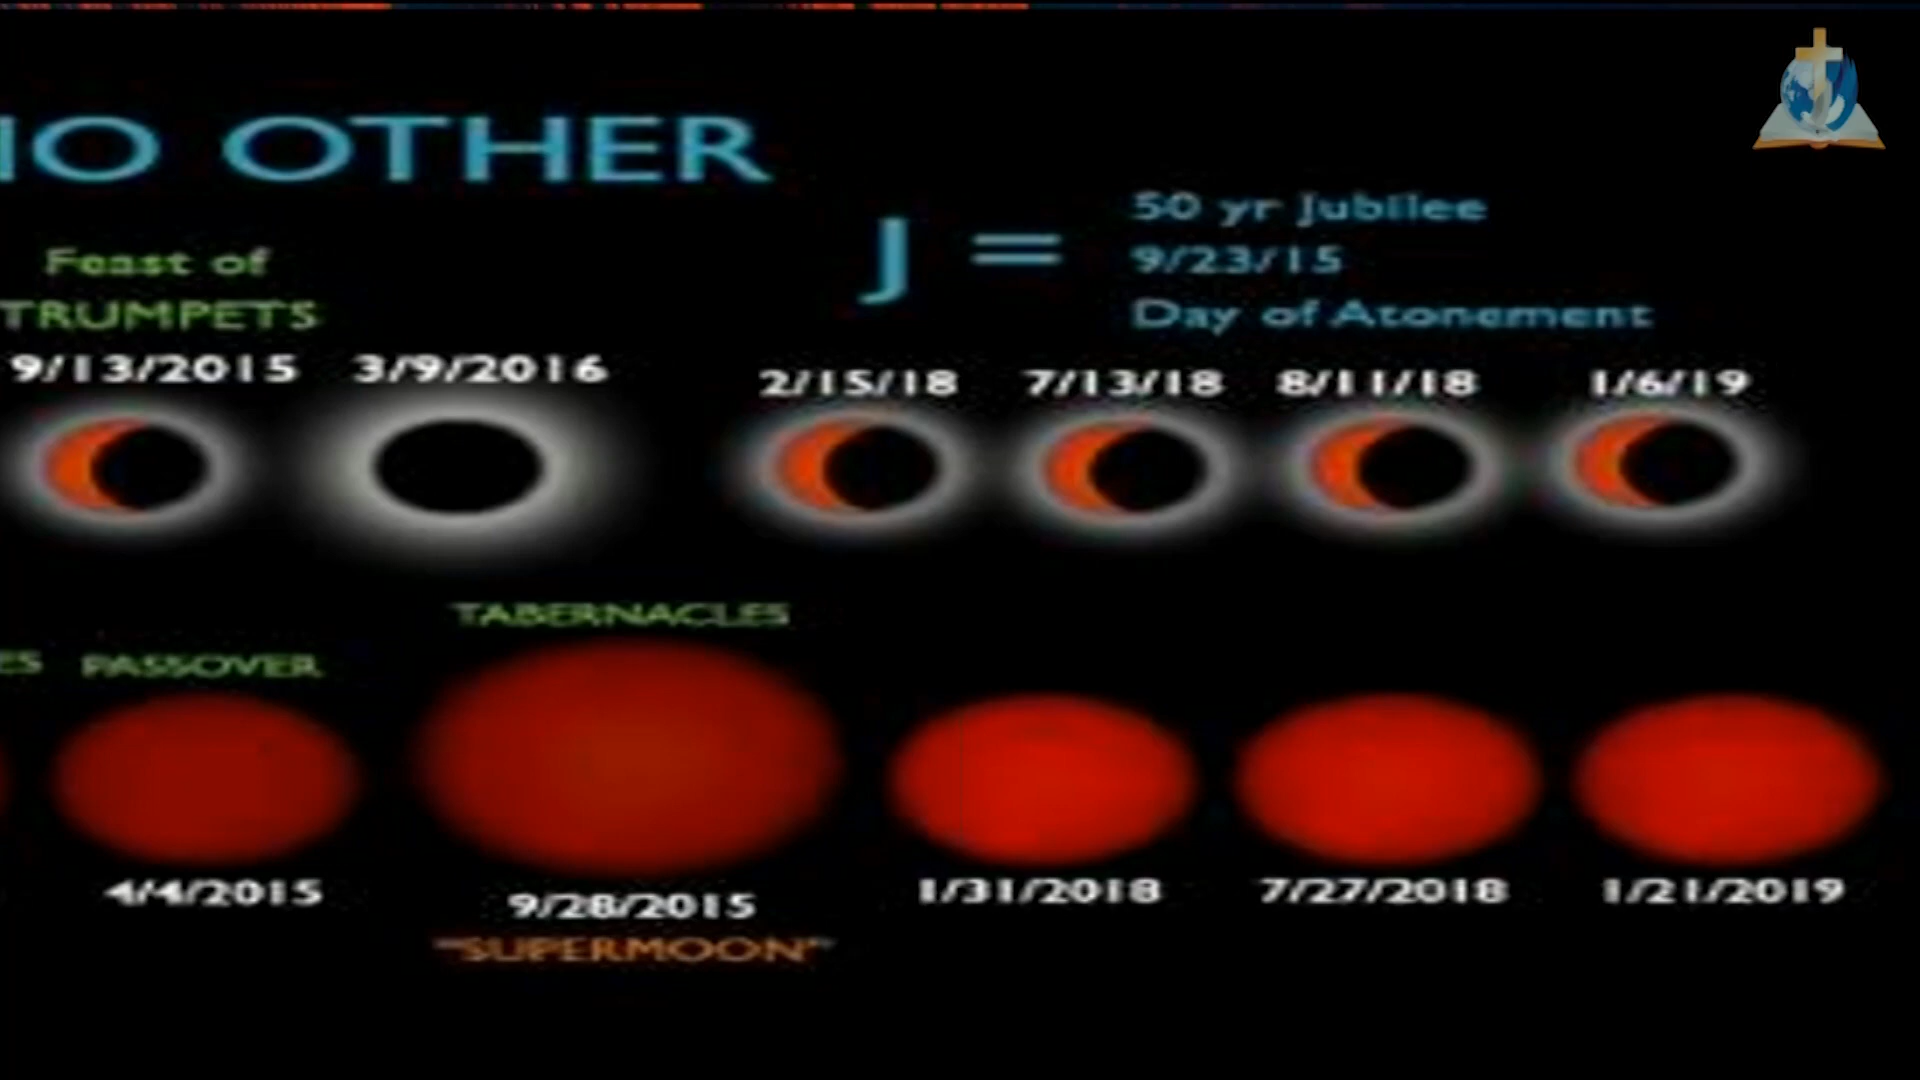 IO OTHER
J =
50 yr Jubilee
9/23/15
Day of Atonement
Feast of
TRUMPETS
9/13/2015 3/9/2016 2/15/18 7/13/18 8/11/18 1/6/19
TABERNACLES
ES PASSOVER
4/4/2015 9/28/2015 1/31/2018 7/27/2018 1/21/2019
"SUPERMOON"